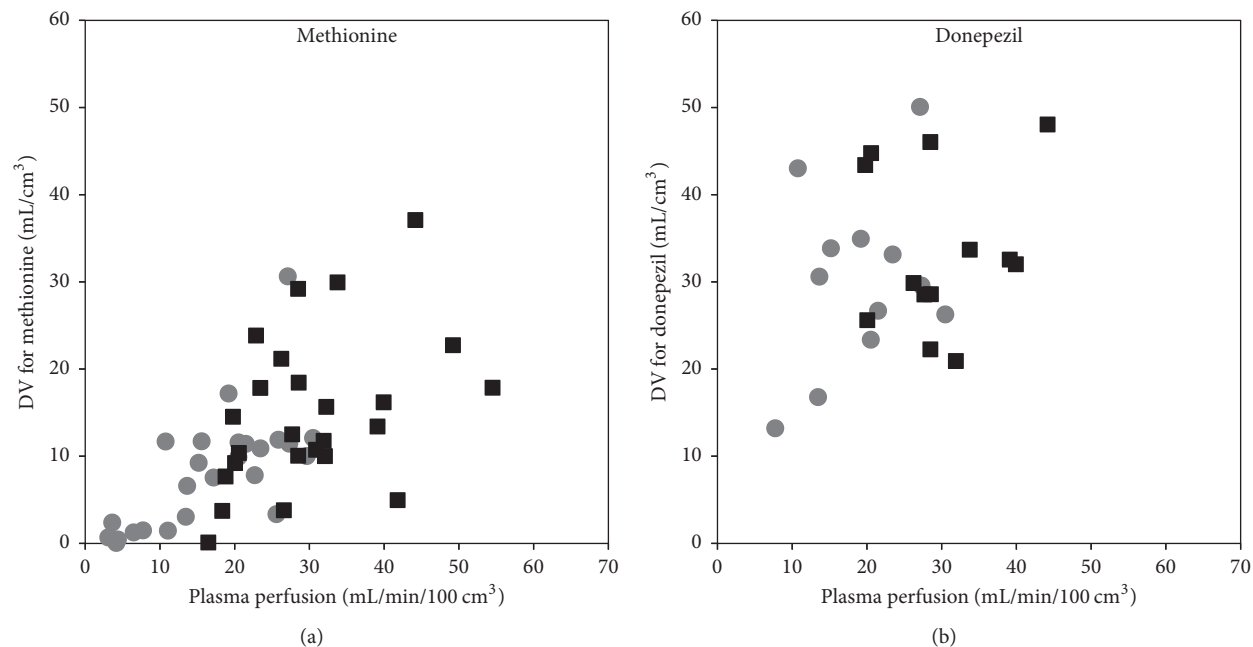 Methionine
60
50
40
30
20
10
0
DV for methionine (mL/cm³)
0 10 20 30 40 50 60 70
Plasma perfusion (mL/min/100 cm³)
(a)
Donepezil
60
50
40
30
20
10
0
DV for donepezil (mL/cm³)
0 10 20 30 40 50 60 70
Plasma perfusion (mL/min/100 cm³)
(b)